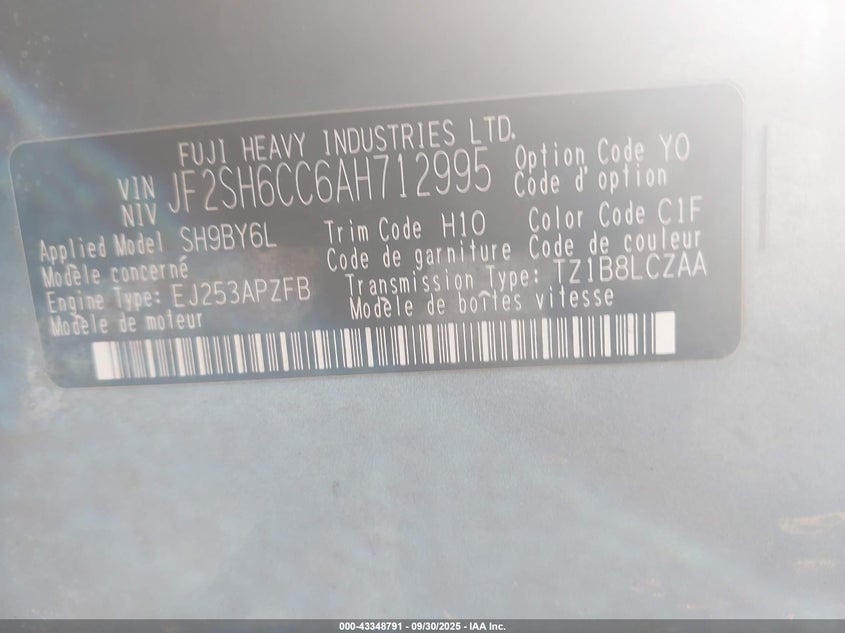 FUJI HEAVY INDUSTRIES LTD.
VIN
NIV
JF2SH6CC6AH712995
Option Code YO
Code d'option
Applied Model SH9BY6L
Modèle concerné
Trim Code H10
Code de garniture
Color Code C1F
Code de couleur
Engine Type: EJ253APZFB
Modèle de moteur
Transmission Type: TZ1B8LCZAA
Modèle de boîtes vitesse
000-43348791 - 09/30/2025 - IAA Inc.